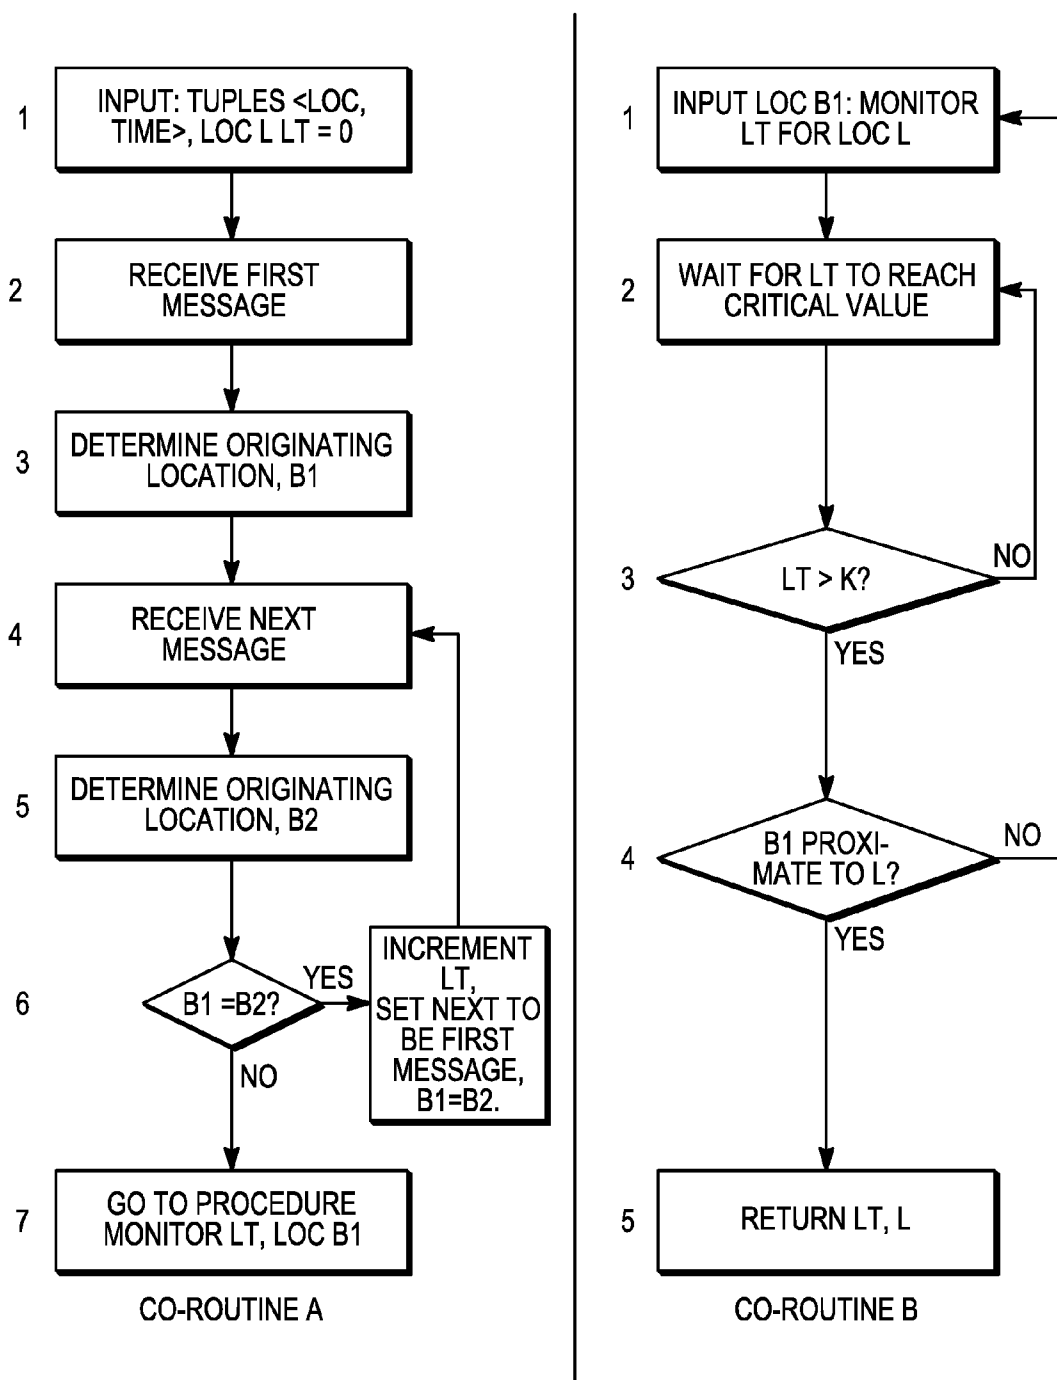 1
INPUT: TUPLES <LOC,
TIME>, LOC L LT = 0
2
RECEIVE FIRST
MESSAGE
3
DETERMINE ORIGINATING
LOCATION, B1
4
RECEIVE NEXT
MESSAGE
5
DETERMINE ORIGINATING
LOCATION, B2
6
B1 =B2?
YES
INCREMENT
LT,
SET NEXT TO
BE FIRST
MESSAGE,
B1=B2.
NO
7
GO TO PROCEDURE
MONITOR LT, LOC B1
CO-ROUTINE A
1
INPUT LOC B1: MONITOR
LT FOR LOC L
2
WAIT FOR LT TO REACH
CRITICAL VALUE
3
LT > K?
NO
YES
4
B1 PROXI-
MATE TO L?
NO
YES
5
RETURN LT, L
CO-ROUTINE B